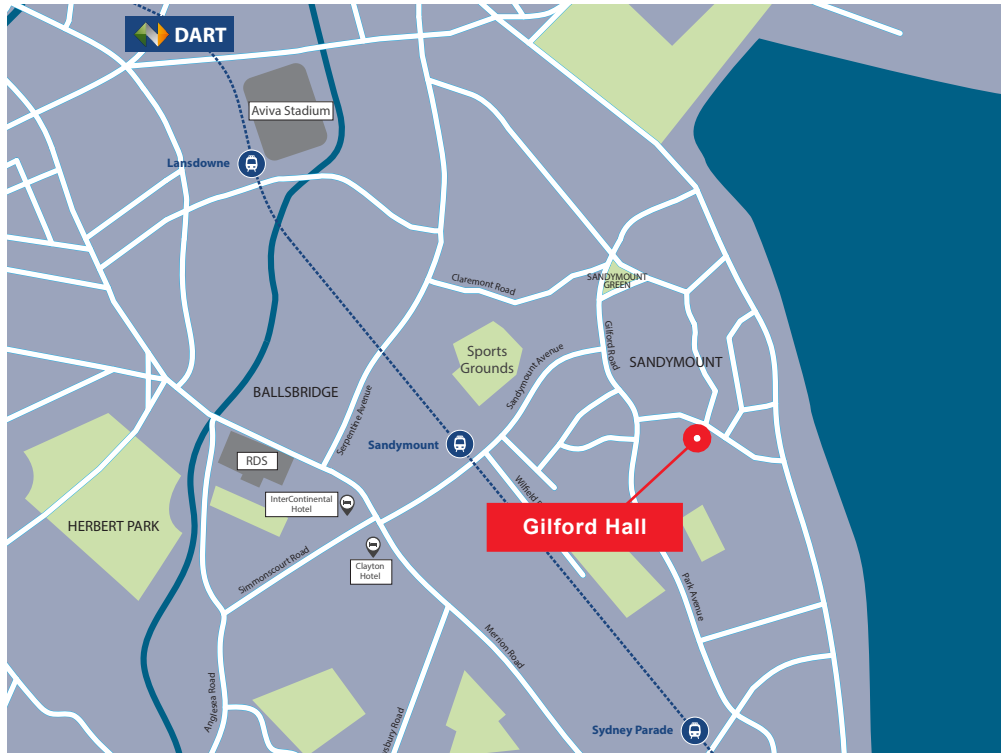 DART
Aviva Stadium
Lansdowne
Claremont Road
SANDYMOUNT
GREEN
Gilford Road
Sports
Grounds
Sandymount Avenue
SANDYMOUNT
BALLSBRIDGE
Serpentine Avenue
Sandymount
RDS
InterContinental
Hotel
Wilfield
Gilford Hall
HERBERT PARK
Simmonscourt Road
Clayton
Hotel
Park Avenue
Merrion Road
Anglesea Road
Sydney Parade